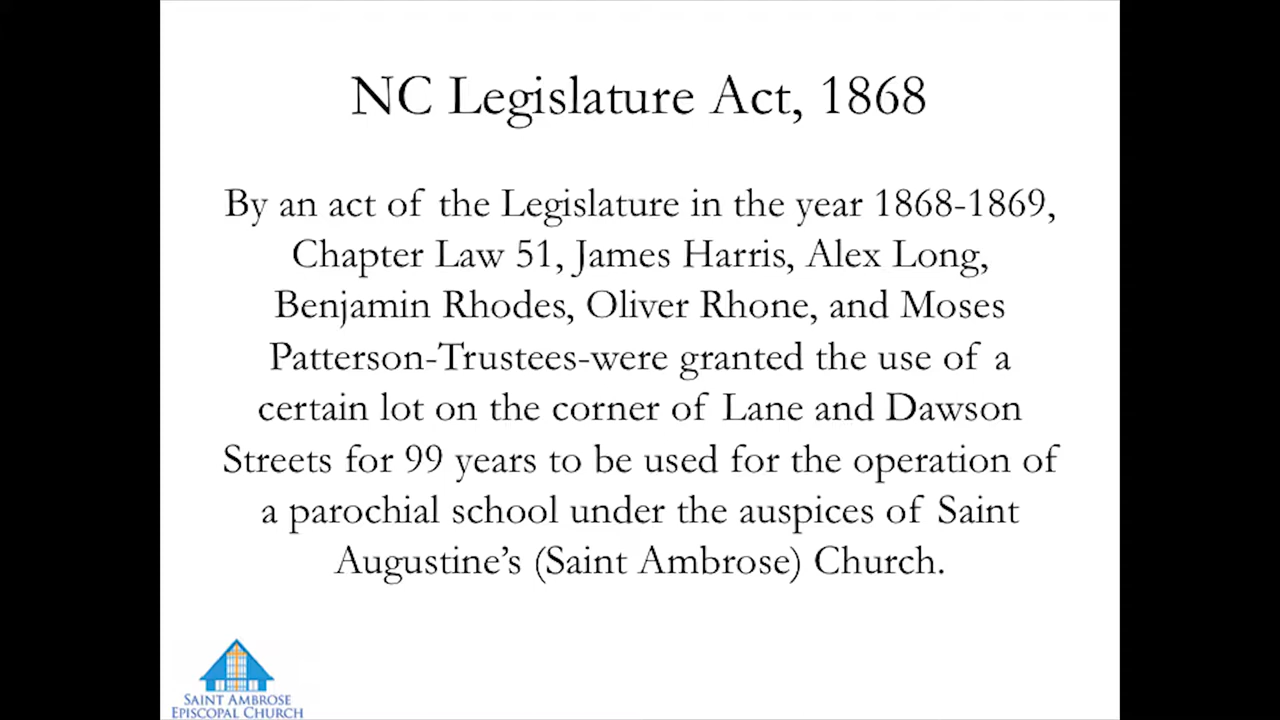 NC Legislature Act, 1868
By an act of the Legislature in the year 1868-1869,
Chapter Law 51, James Harris, Alex Long,
Benjamin Rhodes, Oliver Rhone, and Moses
Patterson-Trustees-were granted the use of a
certain lot on the corner of Lane and Dawson
Streets for 99 years to be used for the operation of
a parochial school under the auspices of Saint
Augustine’s (Saint Ambrose) Church.
SAINT AMBROSE
EPISCOPAL CHURCH